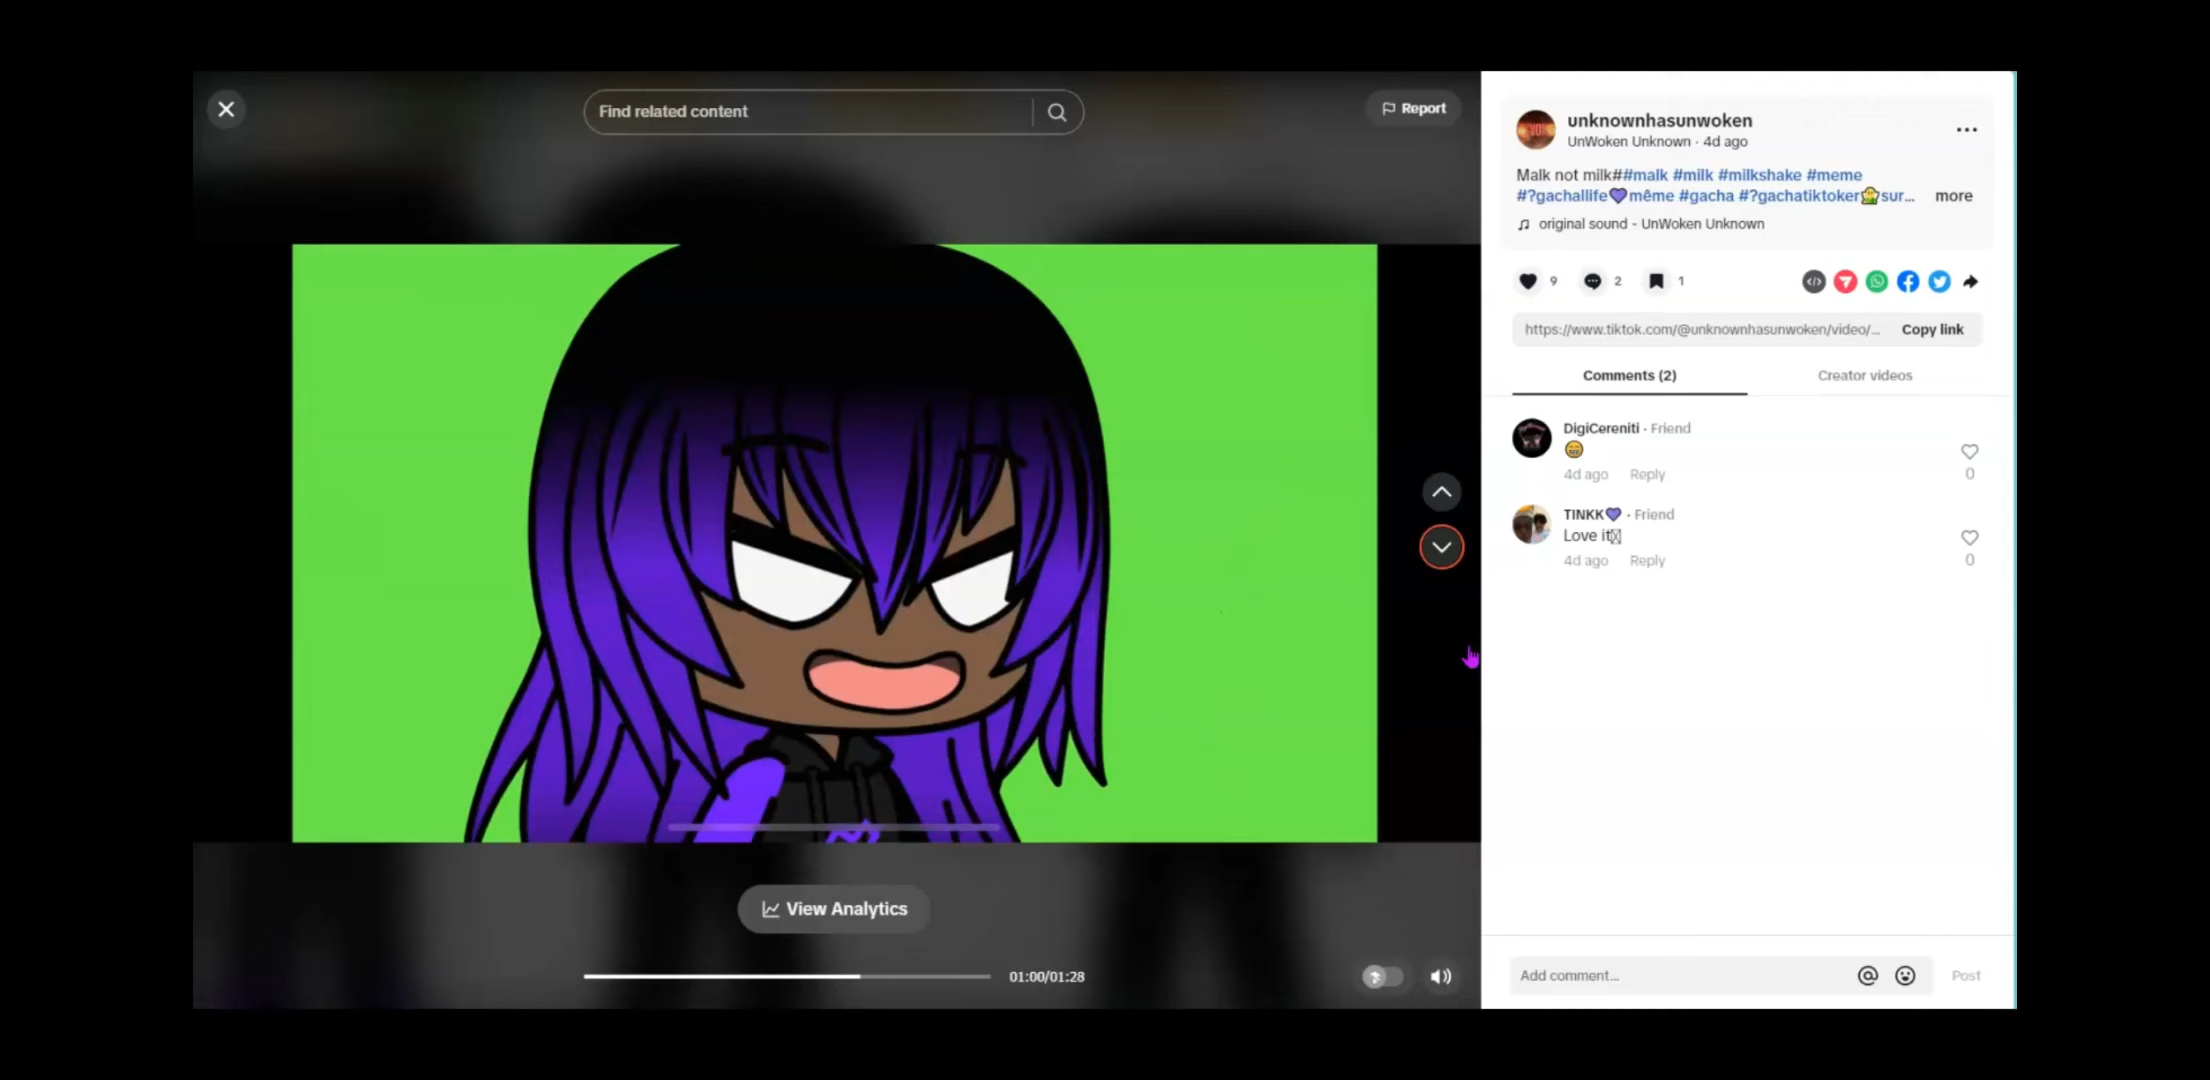 Find related content
Report
unknownhasunwoken
UnWoken Unknown · 4d ago
Malk not milk##malk #milk #milkshake #meme
#?gachallife💜même #gacha #?gachatiktoker🤮sur... more
original sound - UnWoken Unknown
9 2 1
https://www.tiktok.com/@unknownhasunwoken/video/... Copy link
Comments (2) Creator videos
DigiCereniti · Friend
😁
4d ago Reply
0
TINKK💜 · Friend
Love it
4d ago Reply
0
View Analytics
01:00/01:28
Add comment... Post